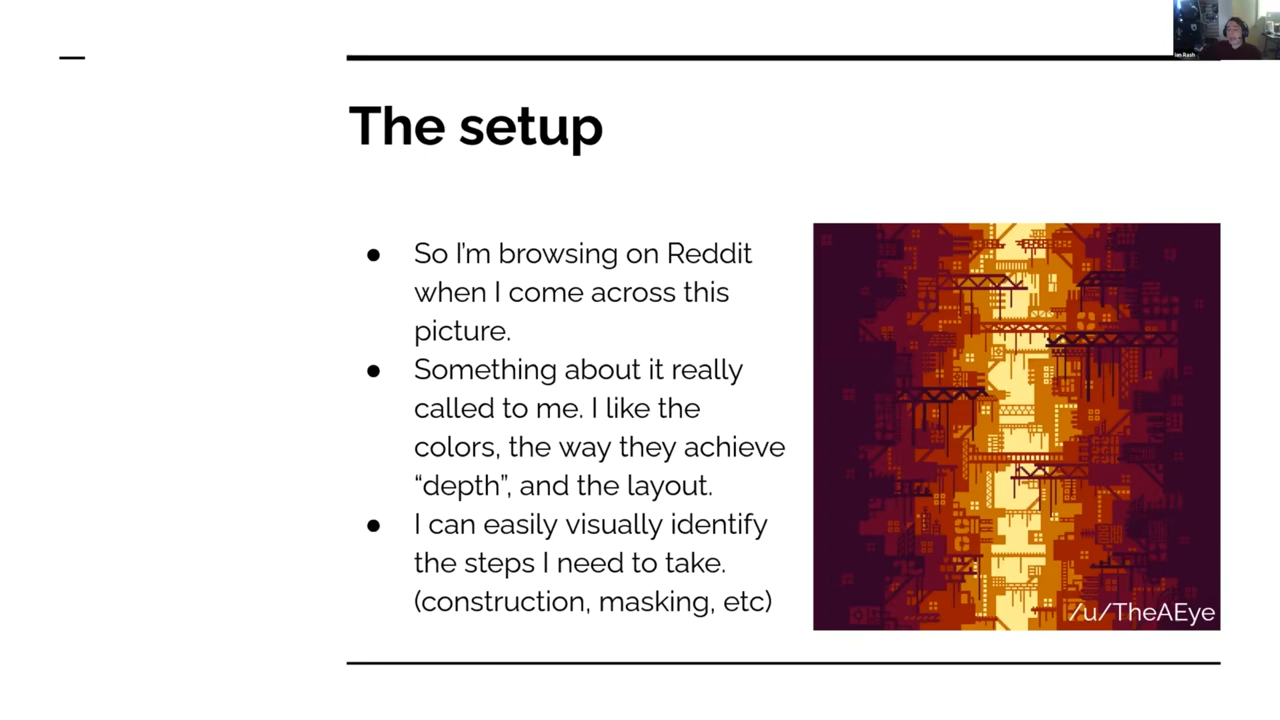 Ian Rash
The setup
● So I'm browsing on Reddit
when I come across this
picture.
● Something about it really
called to me. I like the
colors, the way they achieve
“depth”, and the layout.
● I can easily visually identify
the steps I need to take.
(construction, masking, etc)
/u/TheAEye